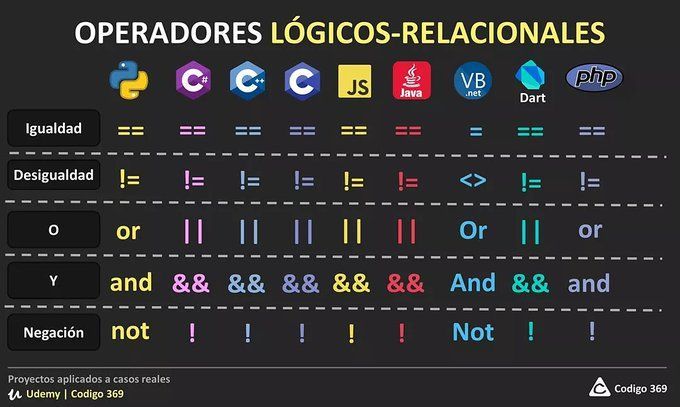 OPERADORES LÓGICOS-RELACIONALES
C# C++ C JS Java VB .net Dart php
Igualdad == == == == == == = == ==
Desigualdad != != != != != != <> != !=
O or || || || || || Or || or
Y and && && && && && And && and
Negación not ! ! ! ! ! Not ! !
Proyectos aplicados a casos reales
Udemy | Codigo 369
Codigo 369